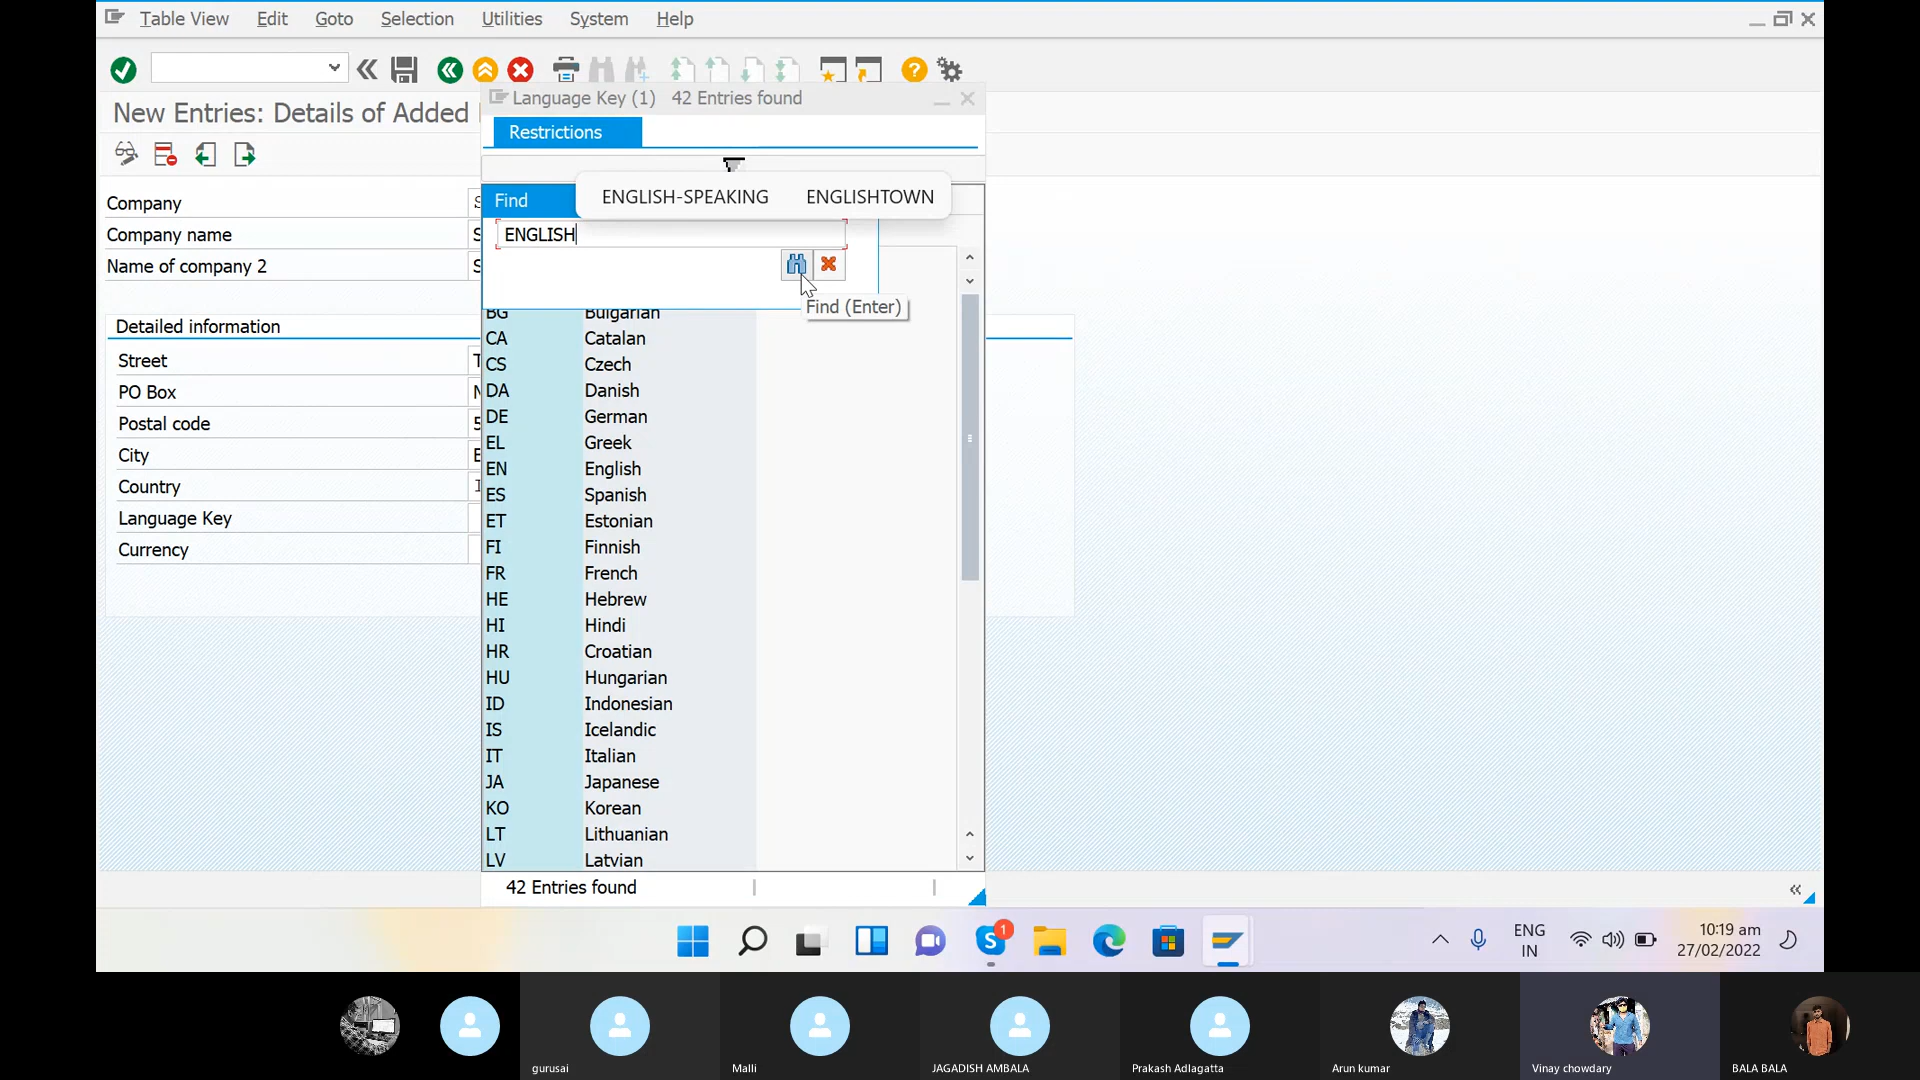 Table View Edit Goto Selection Utilities System Help
New Entries: Details of Added
Company
Company name
Name of company 2
Detailed information
Street
PO Box
Postal code
City
Country
Language Key
Currency
Language Key (1) 42 Entries found
Restrictions
Find
ENGLISH-SPEAKING ENGLISHTOWN
ENGLISH
Find (Enter)
BG Bulgarian
CA Catalan
CS Czech
DA Danish
DE German
EL Greek
EN English
ES Spanish
ET Estonian
FI Finnish
FR French
HE Hebrew
HI Hindi
HR Croatian
HU Hungarian
ID Indonesian
IS Icelandic
IT Italian
JA Japanese
KO Korean
LT Lithuanian
LV Latvian
42 Entries found
1
ENG
IN
10:19 am
27/02/2022
gurusai
Malli
JAGADISH AMBALA
Prakash Adlagatta
Arun kumar
Vinay chowdary
BALA BALA